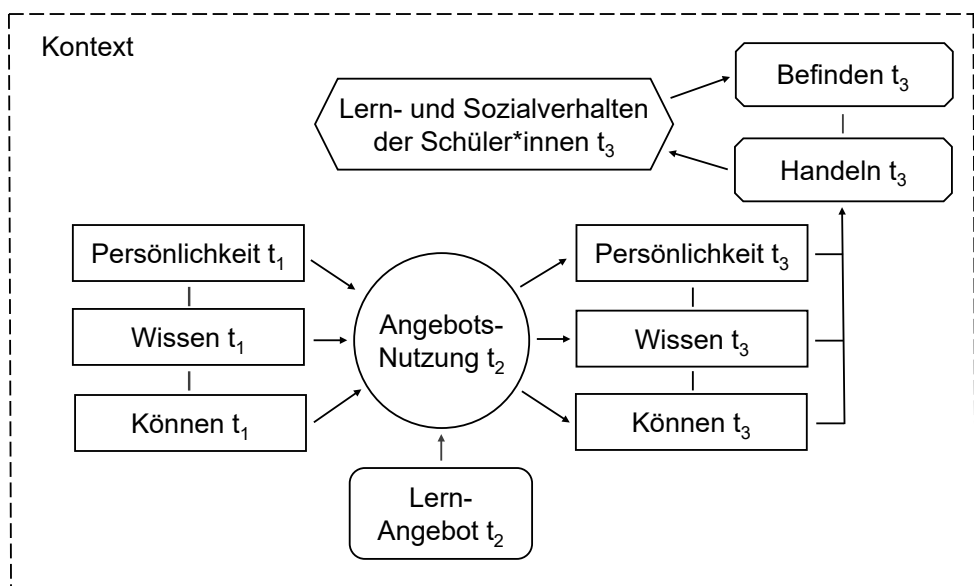 Kontext
Befinden t₃
Lern- und Sozialverhalten
der Schüler*innen t₃
Handeln t₃
Persönlichkeit t₁
Wissen t₁
Können t₁
Angebots-
Nutzung t₂
Lern-
Angebot t₂
Persönlichkeit t₃
Wissen t₃
Können t₃